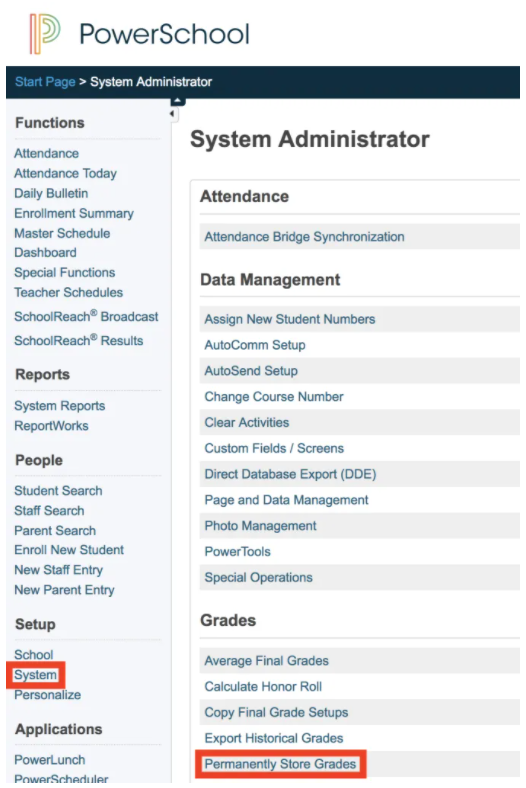 PowerSchool
Start Page > System Administrator
Functions
Attendance
Attendance Today
Daily Bulletin
Enrollment Summary
Master Schedule
Dashboard
Special Functions
Teacher Schedules
SchoolReach® Broadcast
SchoolReach® Results
Reports
System Reports
ReportWorks
People
Student Search
Staff Search
Parent Search
Enroll New Student
New Staff Entry
New Parent Entry
Setup
School
System
Personalize
Applications
PowerLunch
PowerScheduler
System Administrator
Attendance
Attendance Bridge Synchronization
Data Management
Assign New Student Numbers
AutoComm Setup
AutoSend Setup
Change Course Number
Clear Activities
Custom Fields / Screens
Direct Database Export (DDE)
Page and Data Management
Photo Management
PowerTools
Special Operations
Grades
Average Final Grades
Calculate Honor Roll
Copy Final Grade Setups
Export Historical Grades
Permanently Store Grades